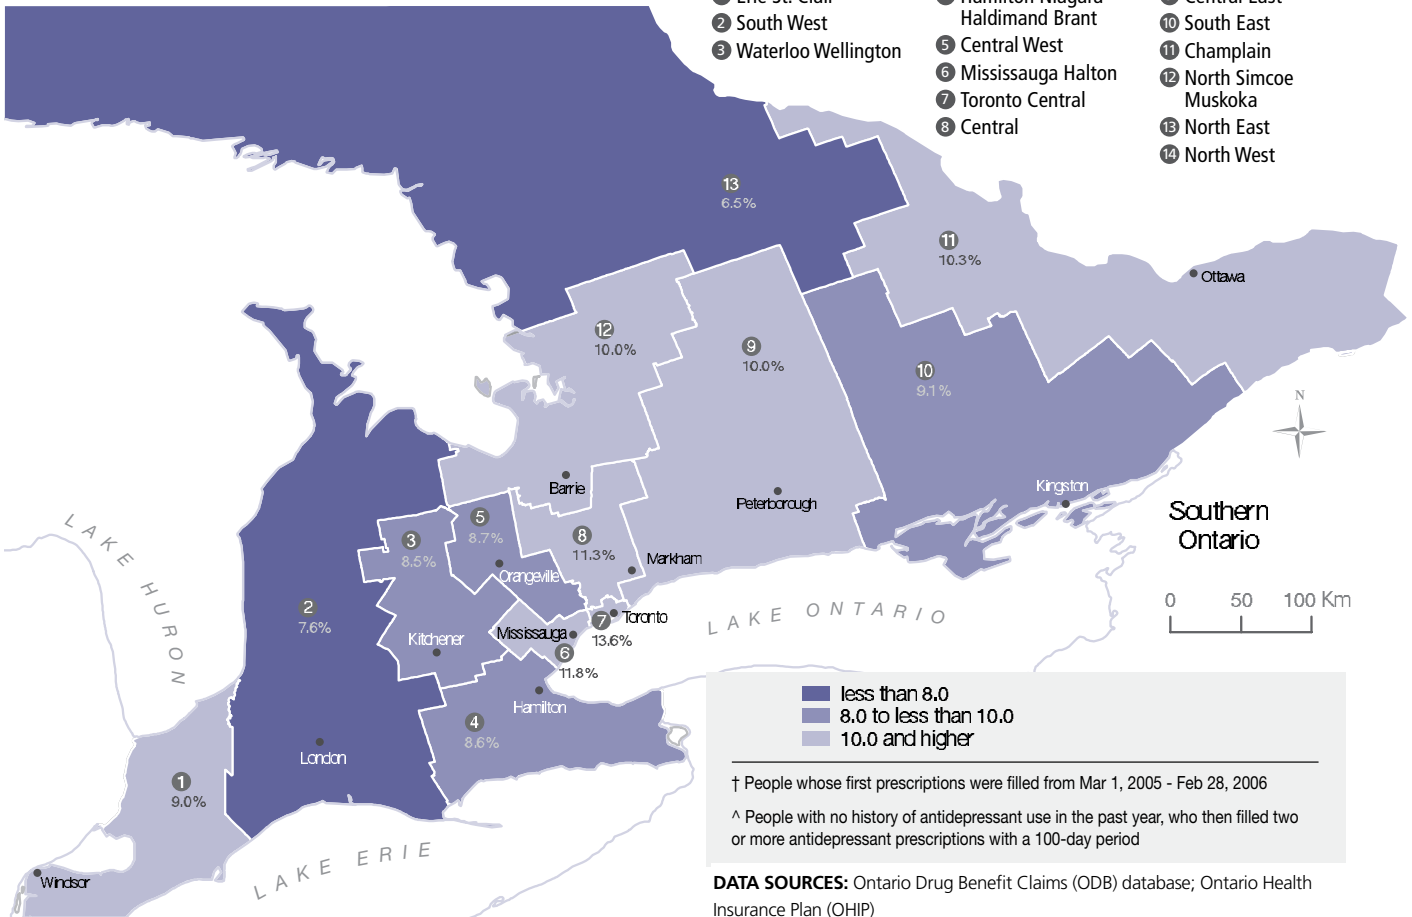 2 South West
3 Waterloo Wellington
Haldimand Brant
5 Central West
6 Mississauga Halton
7 Toronto Central
8 Central
10 South East
11 Champlain
12 North Simcoe
Muskoka
13 North East
14 North West
13
6.5%
11
10.3%
Ottawa
12
10.0%
9
10.0%
10
9.1%
N
Barrie
Peterborough
Kingston
Southern
Ontario
5
8.7%
3
8.5%
8
11.3%
Markham
Orangeville
LAKE HURON
2
7.6%
Kitchener
Mississauga
7
Toronto
13.6%
6
11.8%
LAKE ONTARIO
0 50 100 Km
Hamilton
4
8.6%
London
1
9.0%
Windsor
LAKE ERIE
less than 8.0
8.0 to less than 10.0
10.0 and higher
† People whose first prescriptions were filled from Mar 1, 2005 - Feb 28, 2006
^ People with no history of antidepressant use in the past year, who then filled two
or more antidepressant prescriptions with a 100-day period
DATA SOURCES: Ontario Drug Benefit Claims (ODB) database; Ontario Health
Insurance Plan (OHIP)